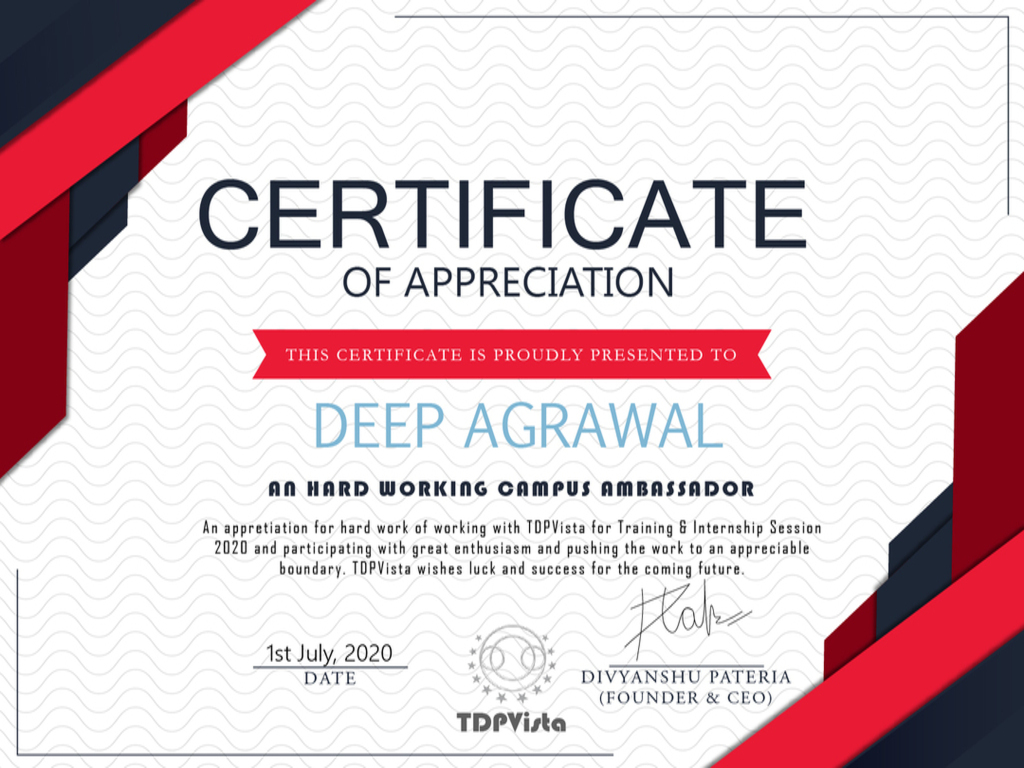 CERTIFICATE
OF APPRECIATION
THIS CERTIFICATE IS PROUDLY PRESENTED TO
DEEP AGRAWAL
AN HARD WORKING CAMPUS AMBASSADOR
An appretiation for hard work of working with TDPVista for Training & Internship Session
2020 and participating with great enthusiasm and pushing the work to an appreciable
boundary. TDPVista wishes luck and success for the coming future.
1st July, 2020
DATE
DIVYANSHU PATERIA
(FOUNDER & CEO)
TDPVista